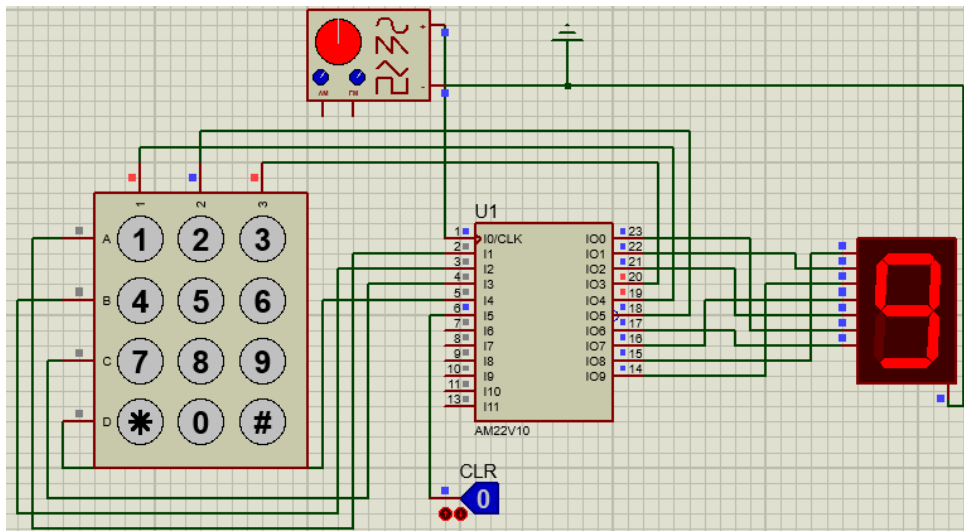 +
-
AM FM
1 2 3
A 1 2 3
B 4 5 6
C 7 8 9
D * 0 #
U1
1 I0/CLK IO0 23
2 I1 IO1 22
3 I2 IO2 21
4 I3 IO3 20
5 I4 IO4 19
6 I5 IO5 18
7 I6 IO6 17
8 I7 IO7 16
9 I8 IO8 15
10 I9 IO9 14
11 I10
13 I11
AM22V10
CLR
0
9